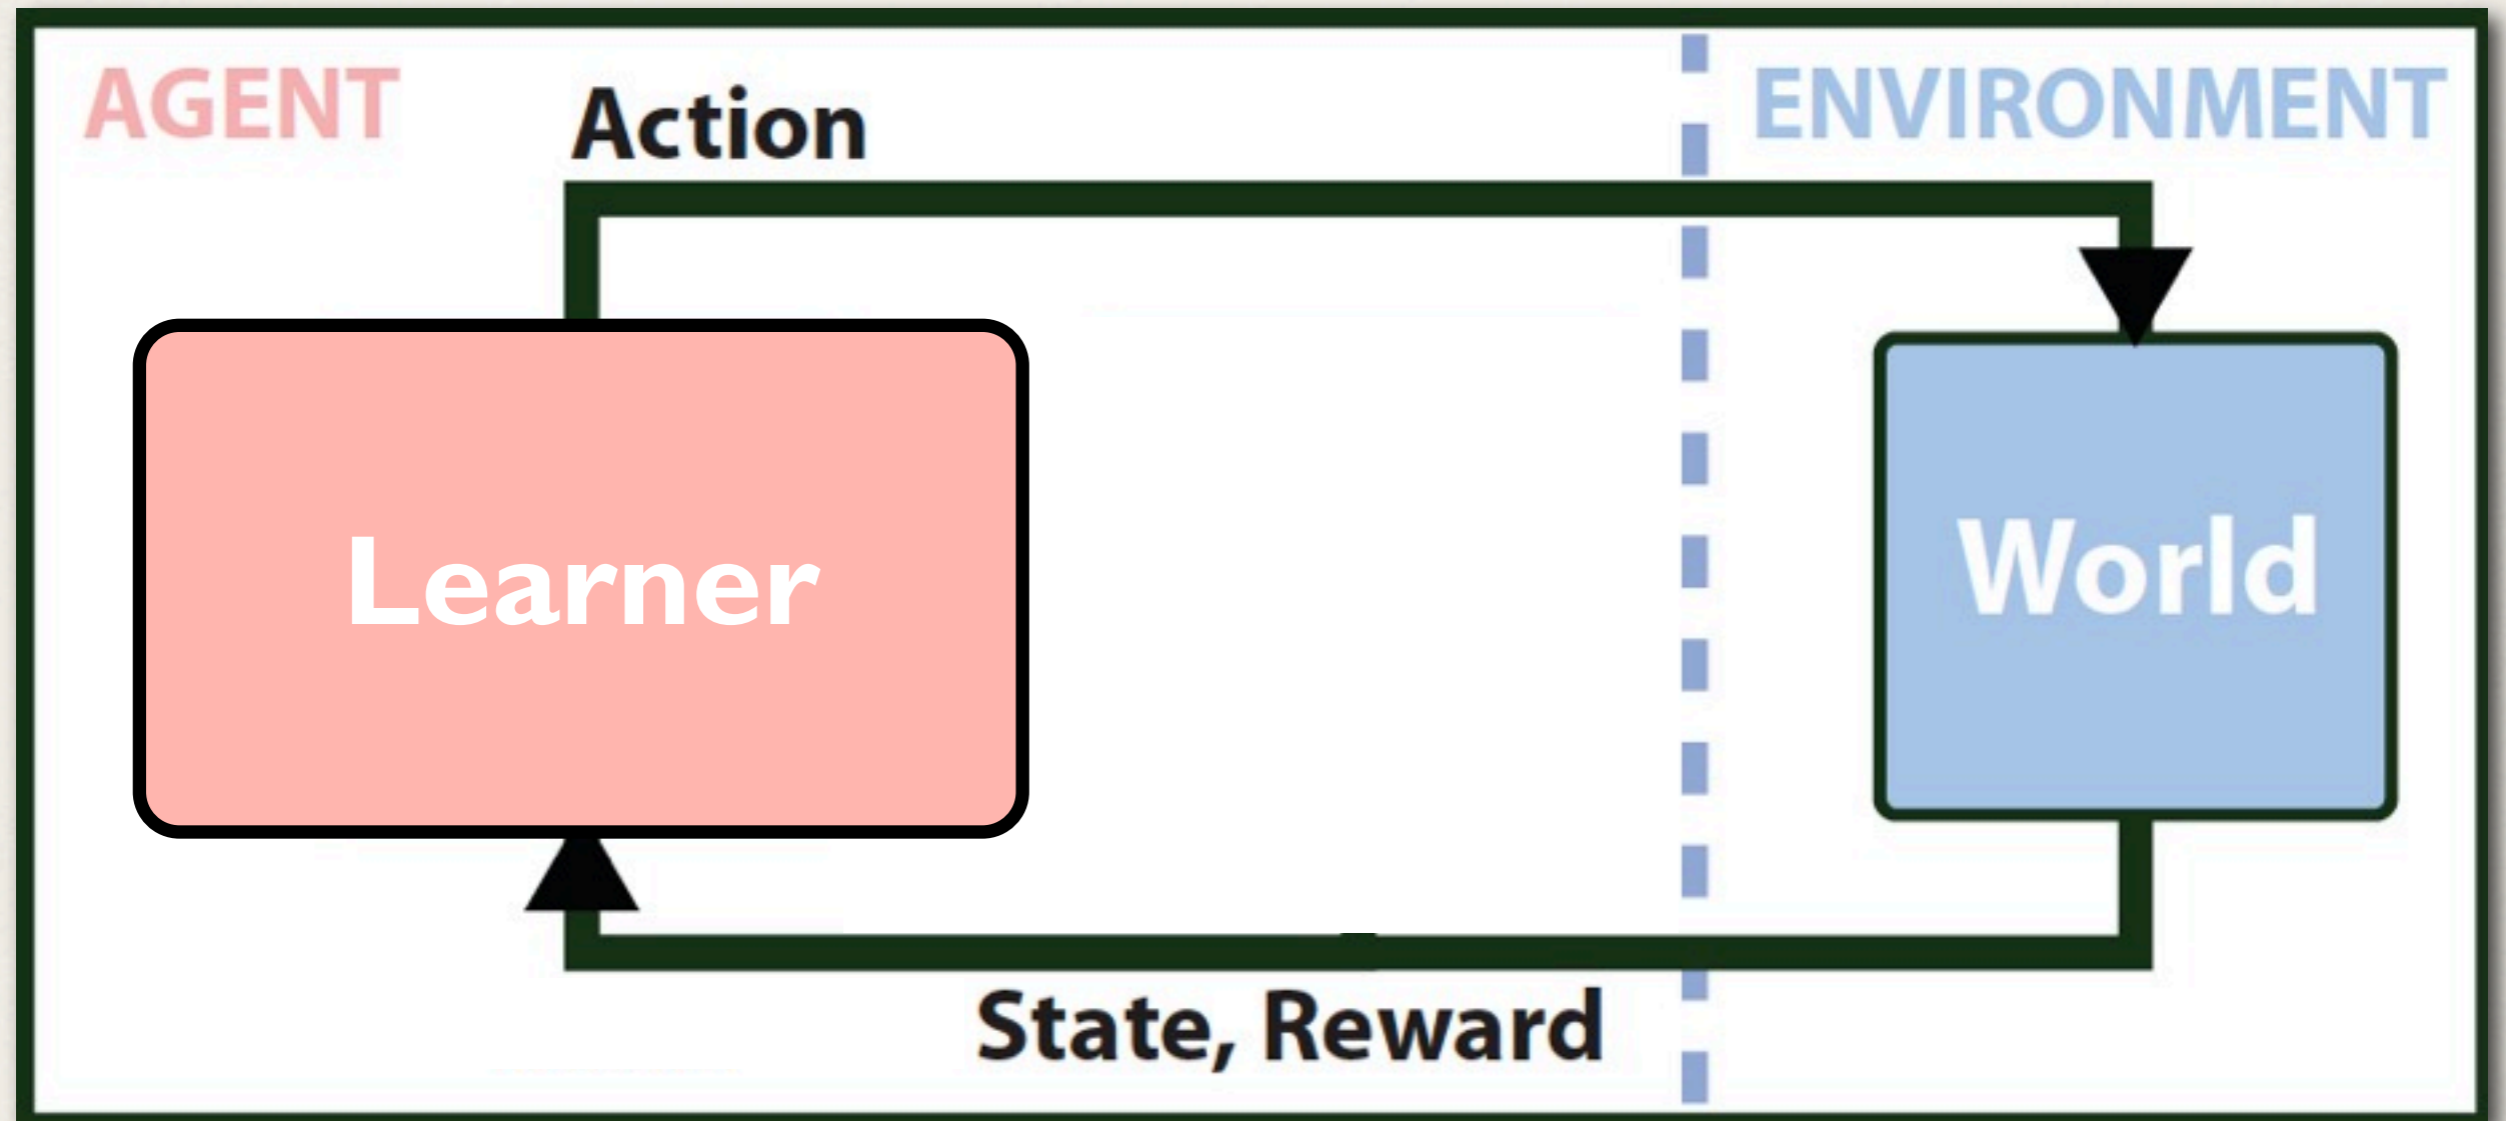 AGENT
ENVIRONMENT
Action
Learner
World
State, Reward